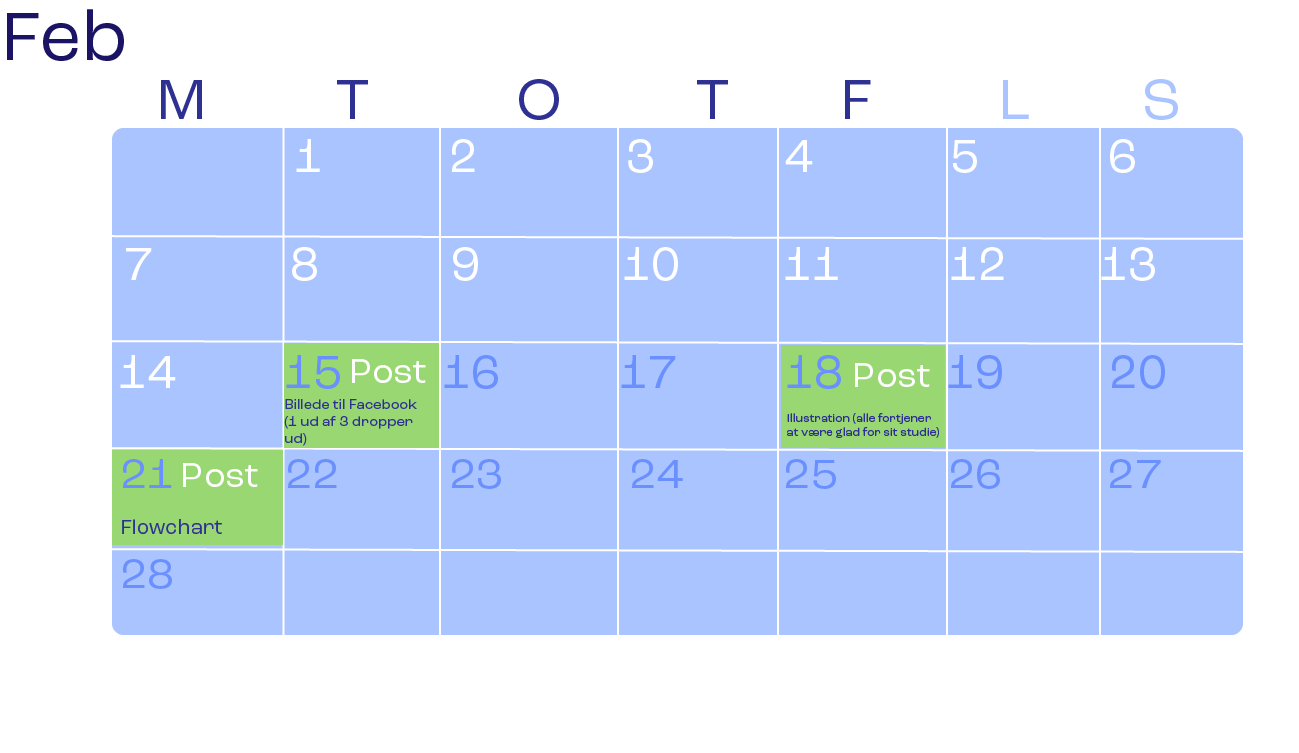 Feb
M T O T F L S
1 2 3 4 5 6
7 8 9 10 11 12 13
14 15 Post 16 17 18 Post 19 20
Billede til Facebook
(1 ud af 3 dropper
ud)
Illustration (alle fortjener
at være glad for sit studie)
21 Post 22 23 24 25 26 27
Flowchart
28